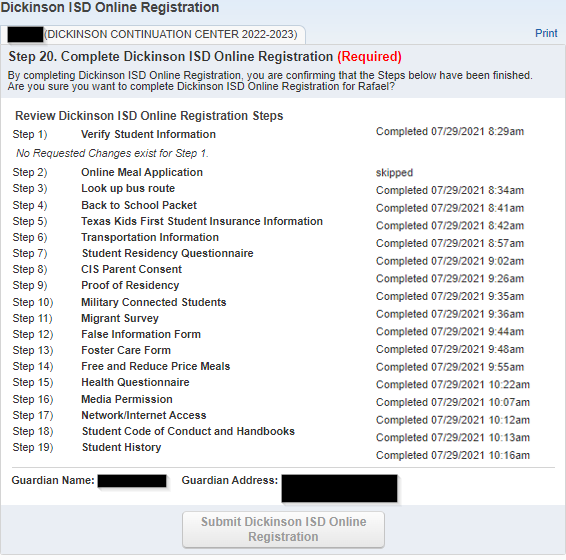 Dickinson ISD Online Registration
(DICKINSON CONTINUATION CENTER 2022-2023)
Print
Step 20. Complete Dickinson ISD Online Registration (Required)
By completing Dickinson ISD Online Registration, you are confirming that the Steps below have been finished.
Are you sure you want to complete Dickinson ISD Online Registration for Rafael?
Review Dickinson ISD Online Registration Steps
Step 1) Verify Student Information Completed 07/29/2021 8:29am
No Requested Changes exist for Step 1.
Step 2) Online Meal Application skipped
Step 3) Look up bus route Completed 07/29/2021 8:34am
Step 4) Back to School Packet Completed 07/29/2021 8:41am
Step 5) Texas Kids First Student Insurance Information Completed 07/29/2021 8:42am
Step 6) Transportation Information Completed 07/29/2021 8:57am
Step 7) Student Residency Questionnaire Completed 07/29/2021 9:02am
Step 8) CIS Parent Consent Completed 07/29/2021 9:26am
Step 9) Proof of Residency Completed 07/29/2021 9:35am
Step 10) Military Connected Students Completed 07/29/2021 9:36am
Step 11) Migrant Survey Completed 07/29/2021 9:44am
Step 12) False Information Form Completed 07/29/2021 9:48am
Step 13) Foster Care Form Completed 07/29/2021 9:55am
Step 14) Free and Reduce Price Meals Completed 07/29/2021 10:22am
Step 15) Health Questionnaire Completed 07/29/2021 10:07am
Step 16) Media Permission Completed 07/29/2021 10:12am
Step 17) Network/Internet Access Completed 07/29/2021 10:13am
Step 18) Student Code of Conduct and Handbooks Completed 07/29/2021 10:16am
Step 19) Student History
Guardian Name: Guardian Address:
Submit Dickinson ISD Online
Registration